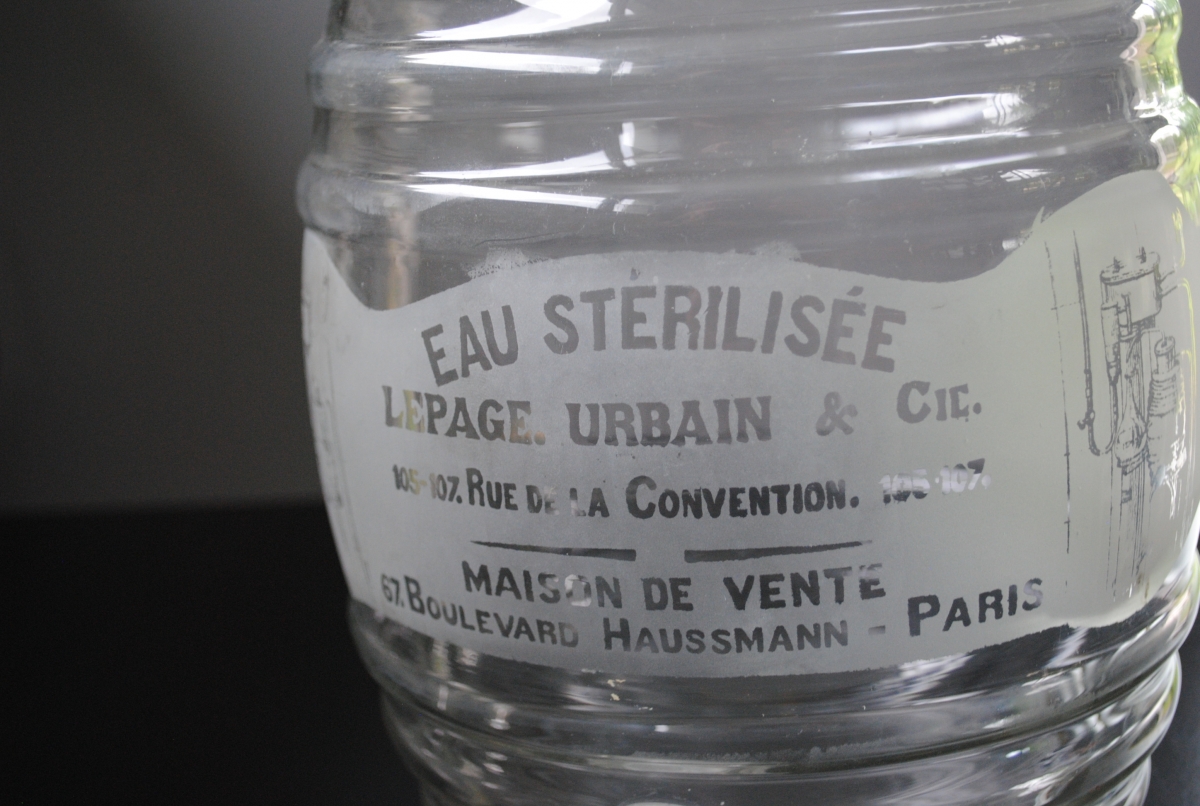 EAU STÉRILISÉE
LEPAGE. URBAIN & CIE.
105-107. RUE DE LA CONVENTION. 105-107.
MAISON DE VENTE
67. BOULEVARD HAUSSMANN - PARIS